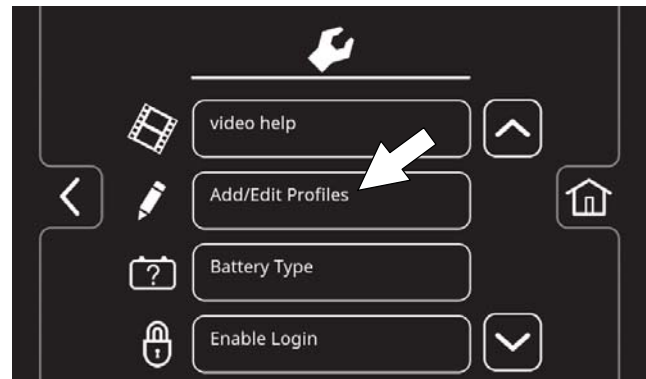 video help
Add/Edit Profiles
Battery Type
Enable Login